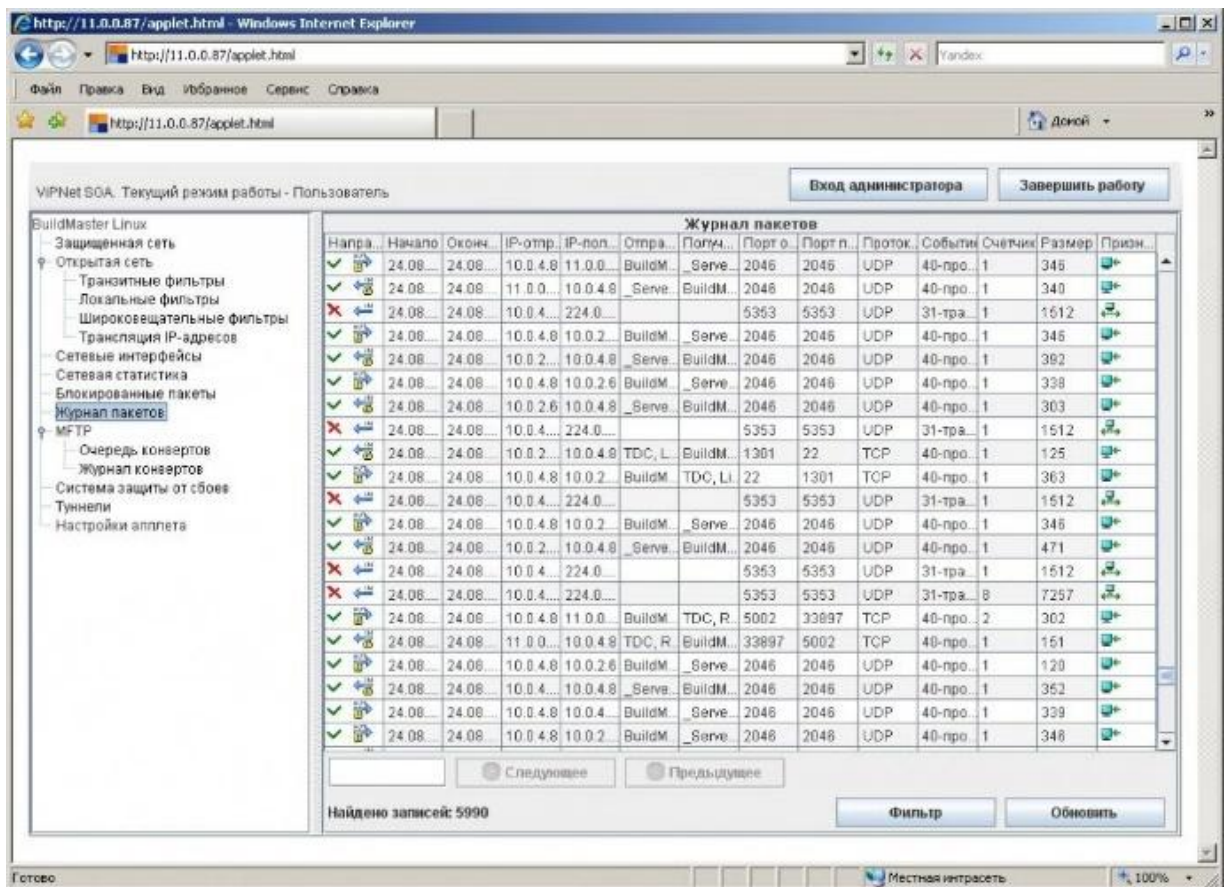 http://11.0.0.87/applet.html - Windows Internet Explorer
http://11.0.0.87/applet.html
Yandex
Файл Правка Вид Избранное Сервис Справка
http://11.0.0.87/applet.html
Домой
ViPNet SGA. Текущий режим работы - Пользователь
Вход администратора
Завершить работу
BuildMaster Linux
Защищенная сеть
Открытая сеть
Транзитные фильтры
Локальные фильтры
Широковещательные фильтры
Трансляция IP-адресов
Сетевые интерфейсы
Сетевая статистика
Блокированные пакеты
Журнал пакетов
MFTP
Очередь конвертов
Журнал конвертов
Система защиты от сбоев
Туннели
Настройки апплета
Журнал пакетов
Напра... Начало Оконч... IP-отпр. IP-пол... Отпра... Получ... Порт о... Порт п... Проток... Событие Счетчик Размер Призн...
24.08... 24.08... 10.0.4.8 11.0.0... BuildM... _Serve... 2046 2046 UDP 40-про... 1 346
24.08... 24.08... 11.0.0... 10.0.4.8 _Serve... BuildM... 2046 2046 UDP 40-про... 1 340
24.08... 24.08... 10.0.4... 224.0... 5353 5353 UDP 31-тра... 1 1512
24.08... 24.08... 10.0.4.8 10.0.2... BuildM... _Serve... 2046 2046 UDP 40-про... 1 346
24.08... 24.08... 10.0.2... 10.0.4.8 _Serve... BuildM... 2046 2046 UDP 40-про... 1 392
24.08... 24.08... 10.0.4.8 10.0.2.6 BuildM... _Serve... 2046 2046 UDP 40-про... 1 338
24.08... 24.08... 10.0.2.6 10.0.4.8 _Serve... BuildM... 2046 2046 UDP 40-про... 1 303
24.08... 24.08... 10.0.4... 224.0... 5353 5353 UDP 31-тра... 1 1512
24.08... 24.08... 10.0.2... 10.0.4.8 TDC, L... BuildM... 1301 22 TCP 40-про... 1 125
24.08... 24.08... 10.0.4.8 10.0.2... BuildM... TDC, Li... 22 1301 TCP 40-про... 1 363
24.08... 24.08... 10.0.4... 224.0... 5353 5353 UDP 31-тра... 1 1512
24.08... 24.08... 10.0.4.8 10.0.2... BuildM... _Serve... 2046 2046 UDP 40-про... 1 346
24.08... 24.08... 10.0.2... 10.0.4.8 _Serve... BuildM... 2046 2046 UDP 40-про... 1 471
24.08... 24.08... 10.0.4... 224.0... 5353 5353 UDP 31-тра... 1 1512
24.08... 24.08... 10.0.4... 224.0... 5353 5353 UDP 31-тра... 8 7257
24.08... 24.08... 10.0.4.8 11.0.0... BuildM... TDC, R... 5002 33897 TCP 40-про... 2 302
24.08... 24.08... 11.0.0... 10.0.4.8 TDC, R... BuildM... 33897 5002 TCP 40-про... 1 151
24.08... 24.08... 10.0.4.8 10.0.2.6 BuildM... _Serve... 2046 2046 UDP 40-про... 1 120
24.08... 24.08... 10.0.4... 10.0.4.8 _Serve... BuildM... 2046 2046 UDP 40-про... 1 352
24.08... 24.08... 10.0.4.8 10.0.4... BuildM... _Serve... 2046 2046 UDP 40-про... 1 339
24.08... 24.08... 10.0.4.8 10.0.2... BuildM... _Serve... 2046 2046 UDP 40-про... 1 346
Следующее
Предыдущее
Найдено записей: 5990
Фильтр
Обновить
Готово
Местная интрасеть
100%